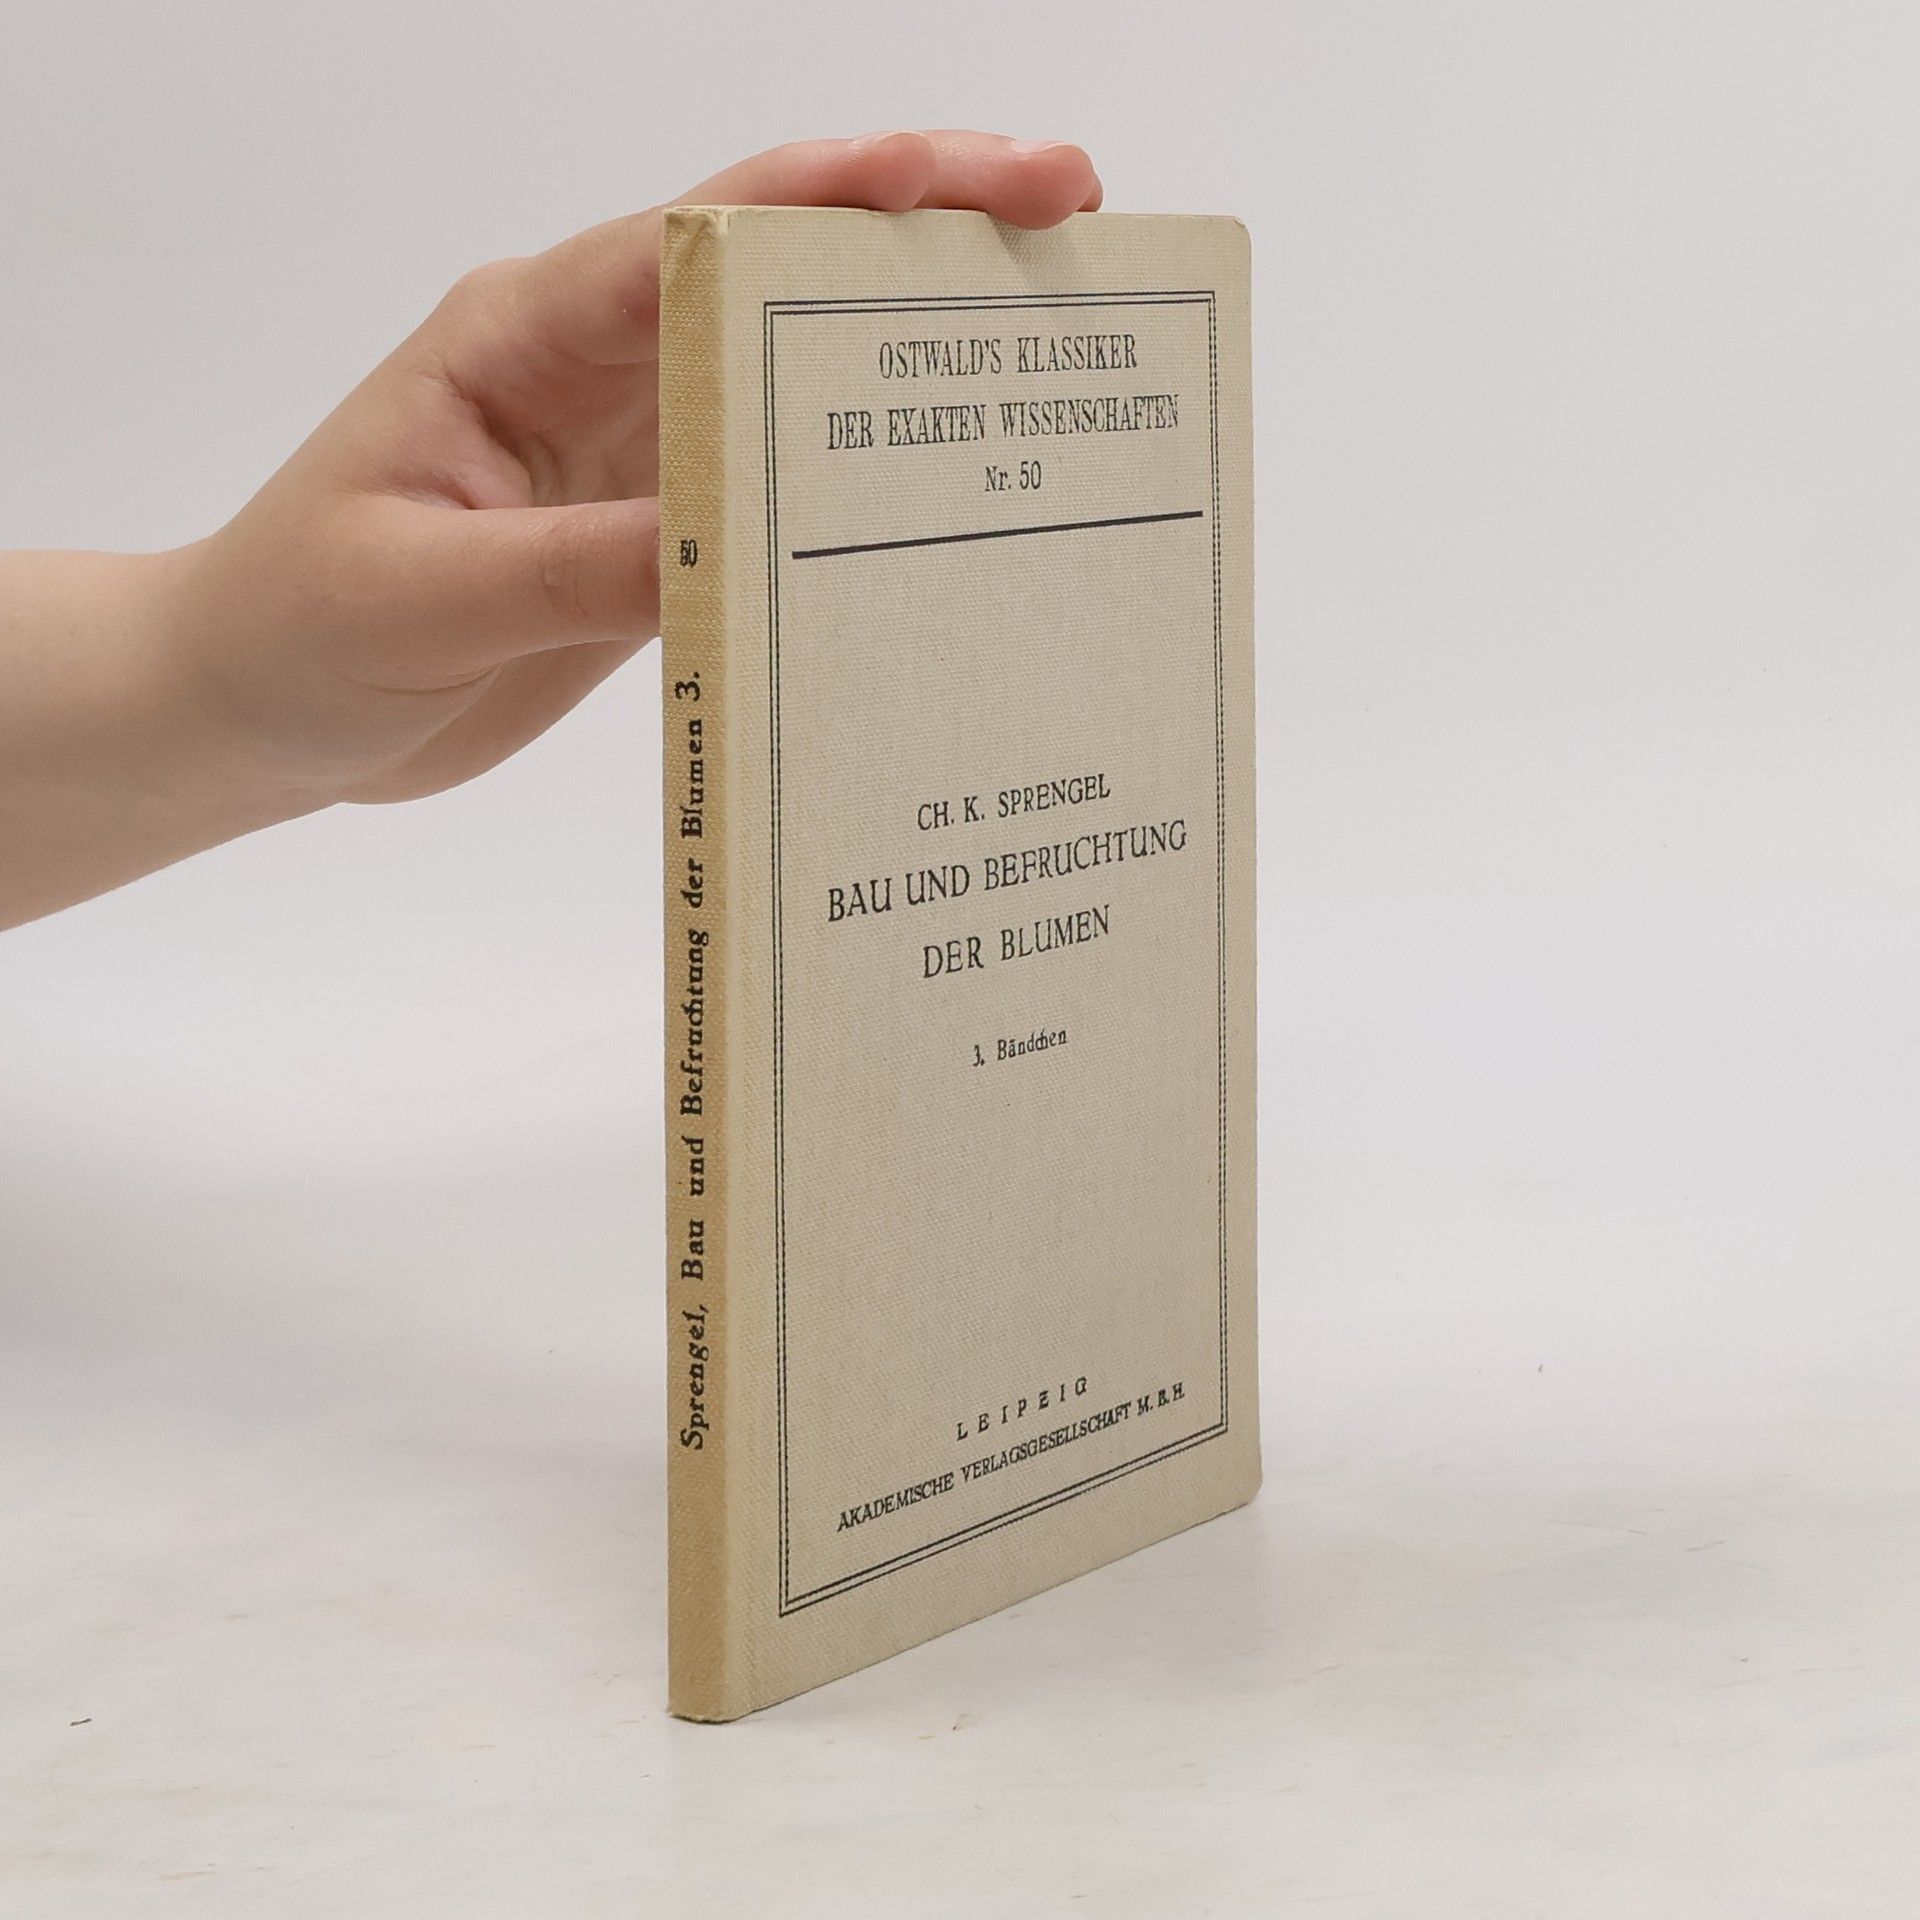 OSTWALD'S KLASSIKER
DER EXAKTEN WISSENSCHAFTEN
Nr. 50
CH. K. SPRENGEL
BAU UND BEFRUCHTUNG
DER BLUMEN
3. Bändchen
LEIPZIG
AKADEMISCHE VERLAGSGESELLSCHAFT M. B. H.
50
Sprengel, Bau und Befruchtung der Blumen 3.